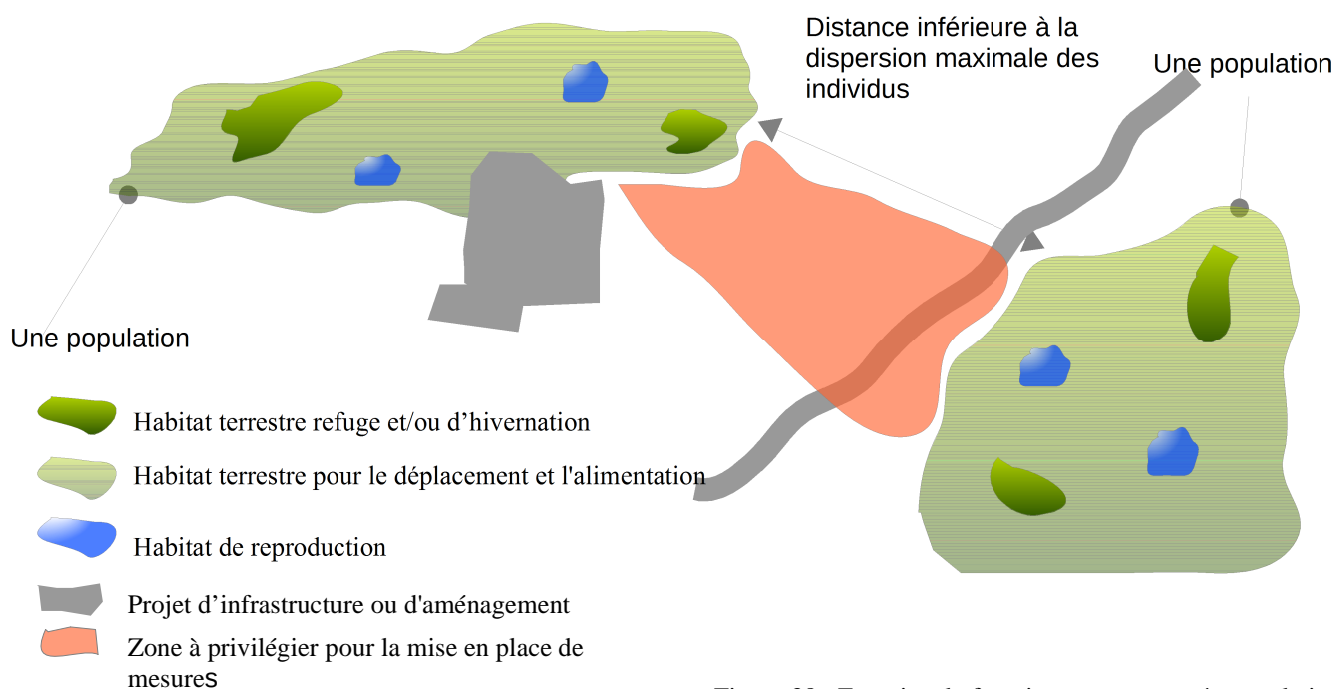 Distance inférieure à la
dispersion maximale des
individus
Une population
Une population
Habitat terrestre refuge et/ou d’hivernation
Habitat terrestre pour le déplacement et l'alimentation
Habitat de reproduction
Projet d’infrastructure ou d'aménagement
Zone à privilégier pour la mise en place de
mesures